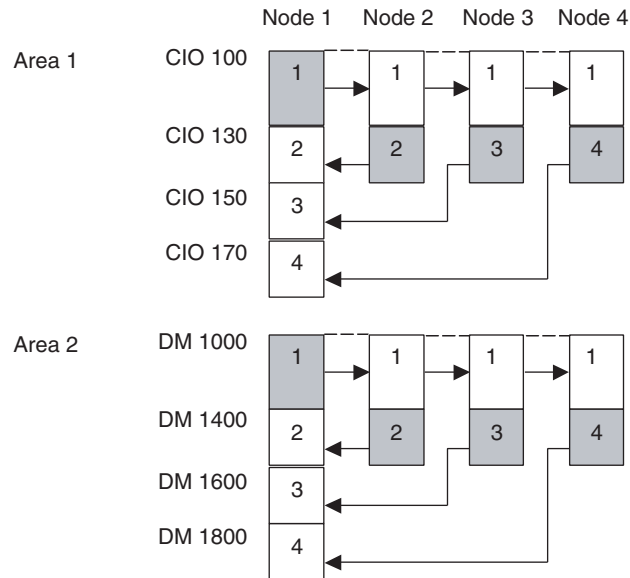 Node 1 Node 2 Node 3 Node 4
Area 1 CIO 100 1 1 1 1
CIO 130 2 2 3 4
CIO 150 3
CIO 170 4
Area 2 DM 1000 1 1 1 1
DM 1400 2 2 3 4
DM 1600 3
DM 1800 4